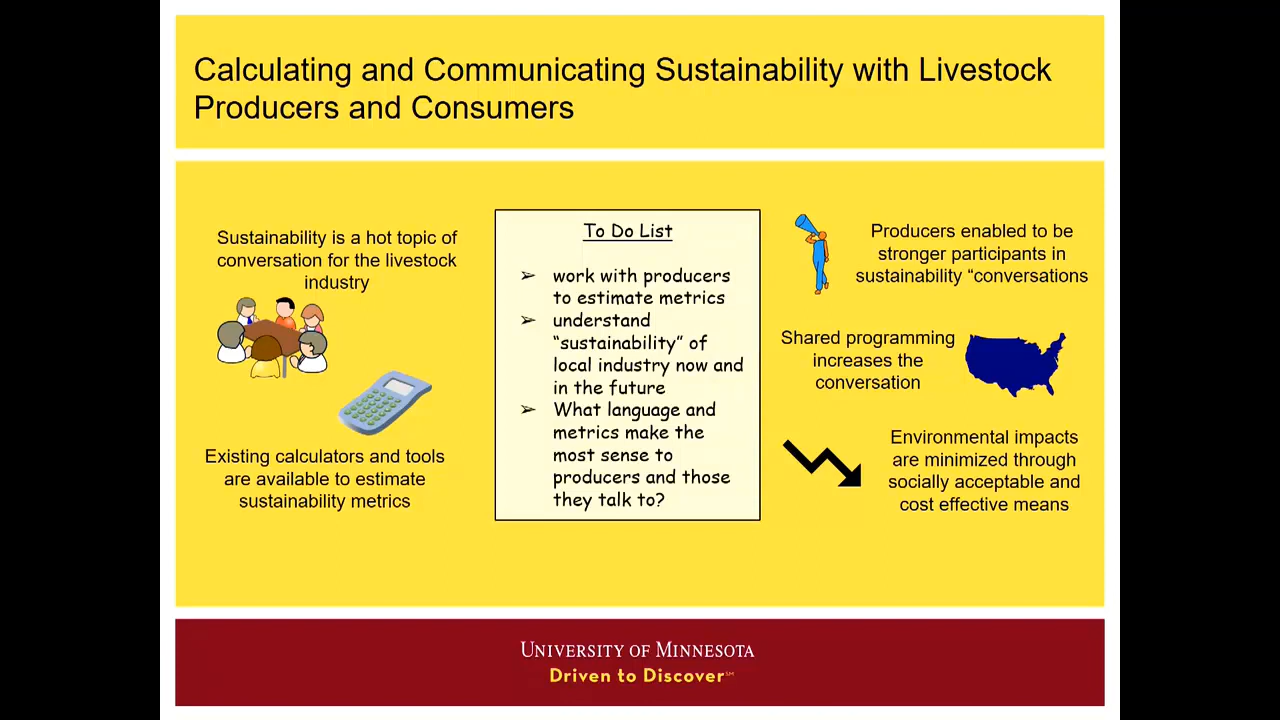 Calculating and Communicating Sustainability with Livestock
Producers and Consumers
Sustainability is a hot topic of
conversation for the livestock
industry
Existing calculators and tools
are available to estimate
sustainability metrics
To Do List
➢ work with producers
to estimate metrics
➢ understand
“sustainability” of
local industry now and
in the future
➢ What language and
metrics make the
most sense to
producers and those
they talk to?
Producers enabled to be
stronger participants in
sustainability “conversations
Shared programming
increases the
conversation
Environmental impacts
are minimized through
socially acceptable and
cost effective means
UNIVERSITY OF MINNESOTA
Driven to Discover℠